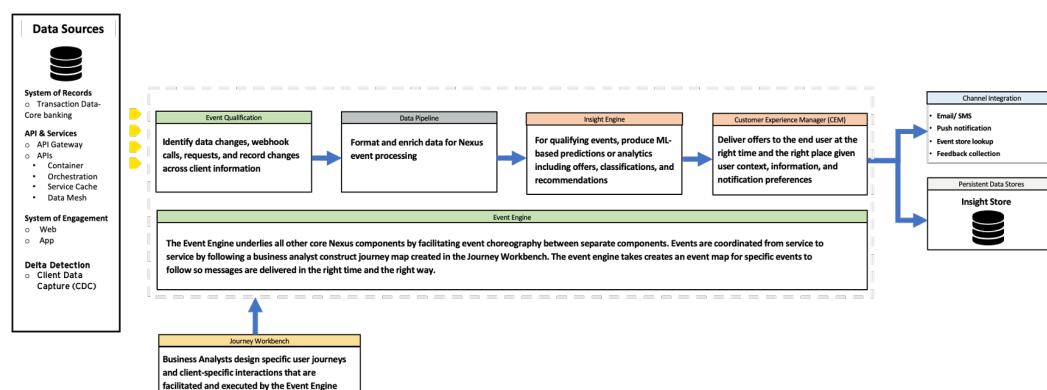 Data Sources
System of Records
o Transaction Data-
Core banking
API & Services
o API Gateway
o APIs
• Container
• Orchestration
• Service Cache
• Data Mesh
System of Engagement
o Web
o App
Delta Detection
o Client Data
Capture (CDC)
Event Qualification
Identify data changes, webhook
calls, requests, and record changes
across client information
Data Pipeline
Format and enrich data for Nexus
event processing
Insight Engine
For qualifying events, produce ML-
based predictions or analytics
including offers, classifications, and
recommendations
Customer Experience Manager (CEM)
Deliver offers to the end user at the
right time and the right place given
user context, information, and
notification preferences
Channel Integration
• Email/ SMS
• Push notification
• Event store lookup
• Feedback collection
Persistent Data Stores
Insight Store
Event Engine
The Event Engine underlies all other core Nexus components by facilitating event choreography between separate components. Events are coordinated from service to
service by following a business analyst construct journey map created in the Journey Workbench. The event engine takes creates an event map for specific events to
follow so messages are delivered in the right time and the right way.
Journey Workbench
Business Analysts design specific user journeys
and client-specific interactions that are
facilitated and executed by the Event Engine